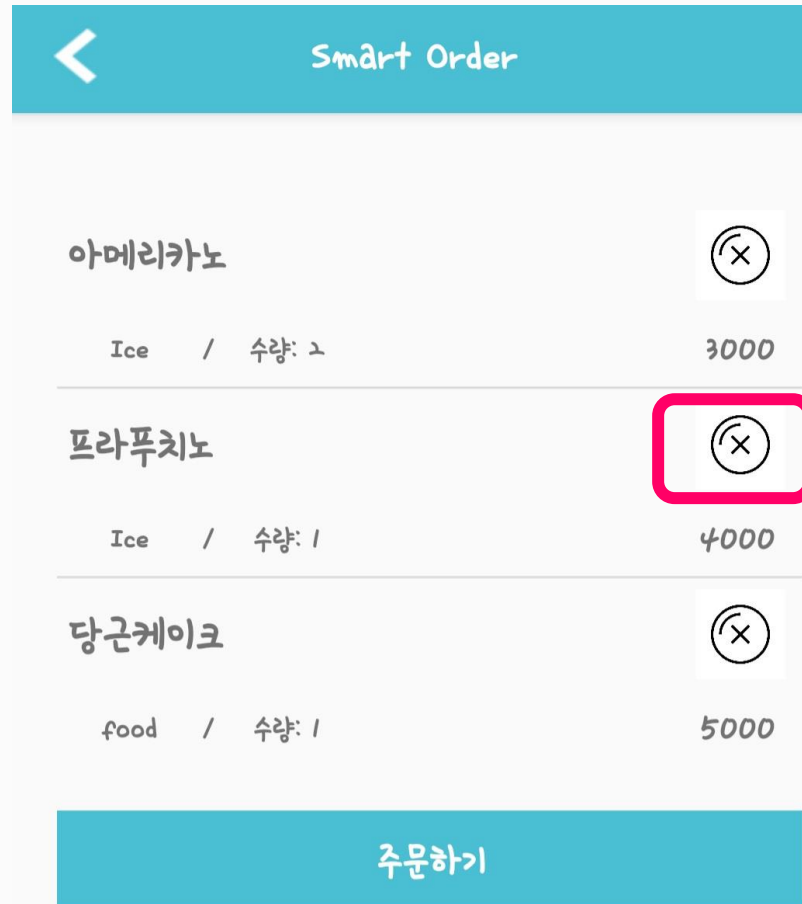 Smart Order
아메리카노
Ice / 수량: 2 3000
프라푸치노
Ice / 수량: 1 4000
당근케이크
food / 수량: 1 5000
주문하기